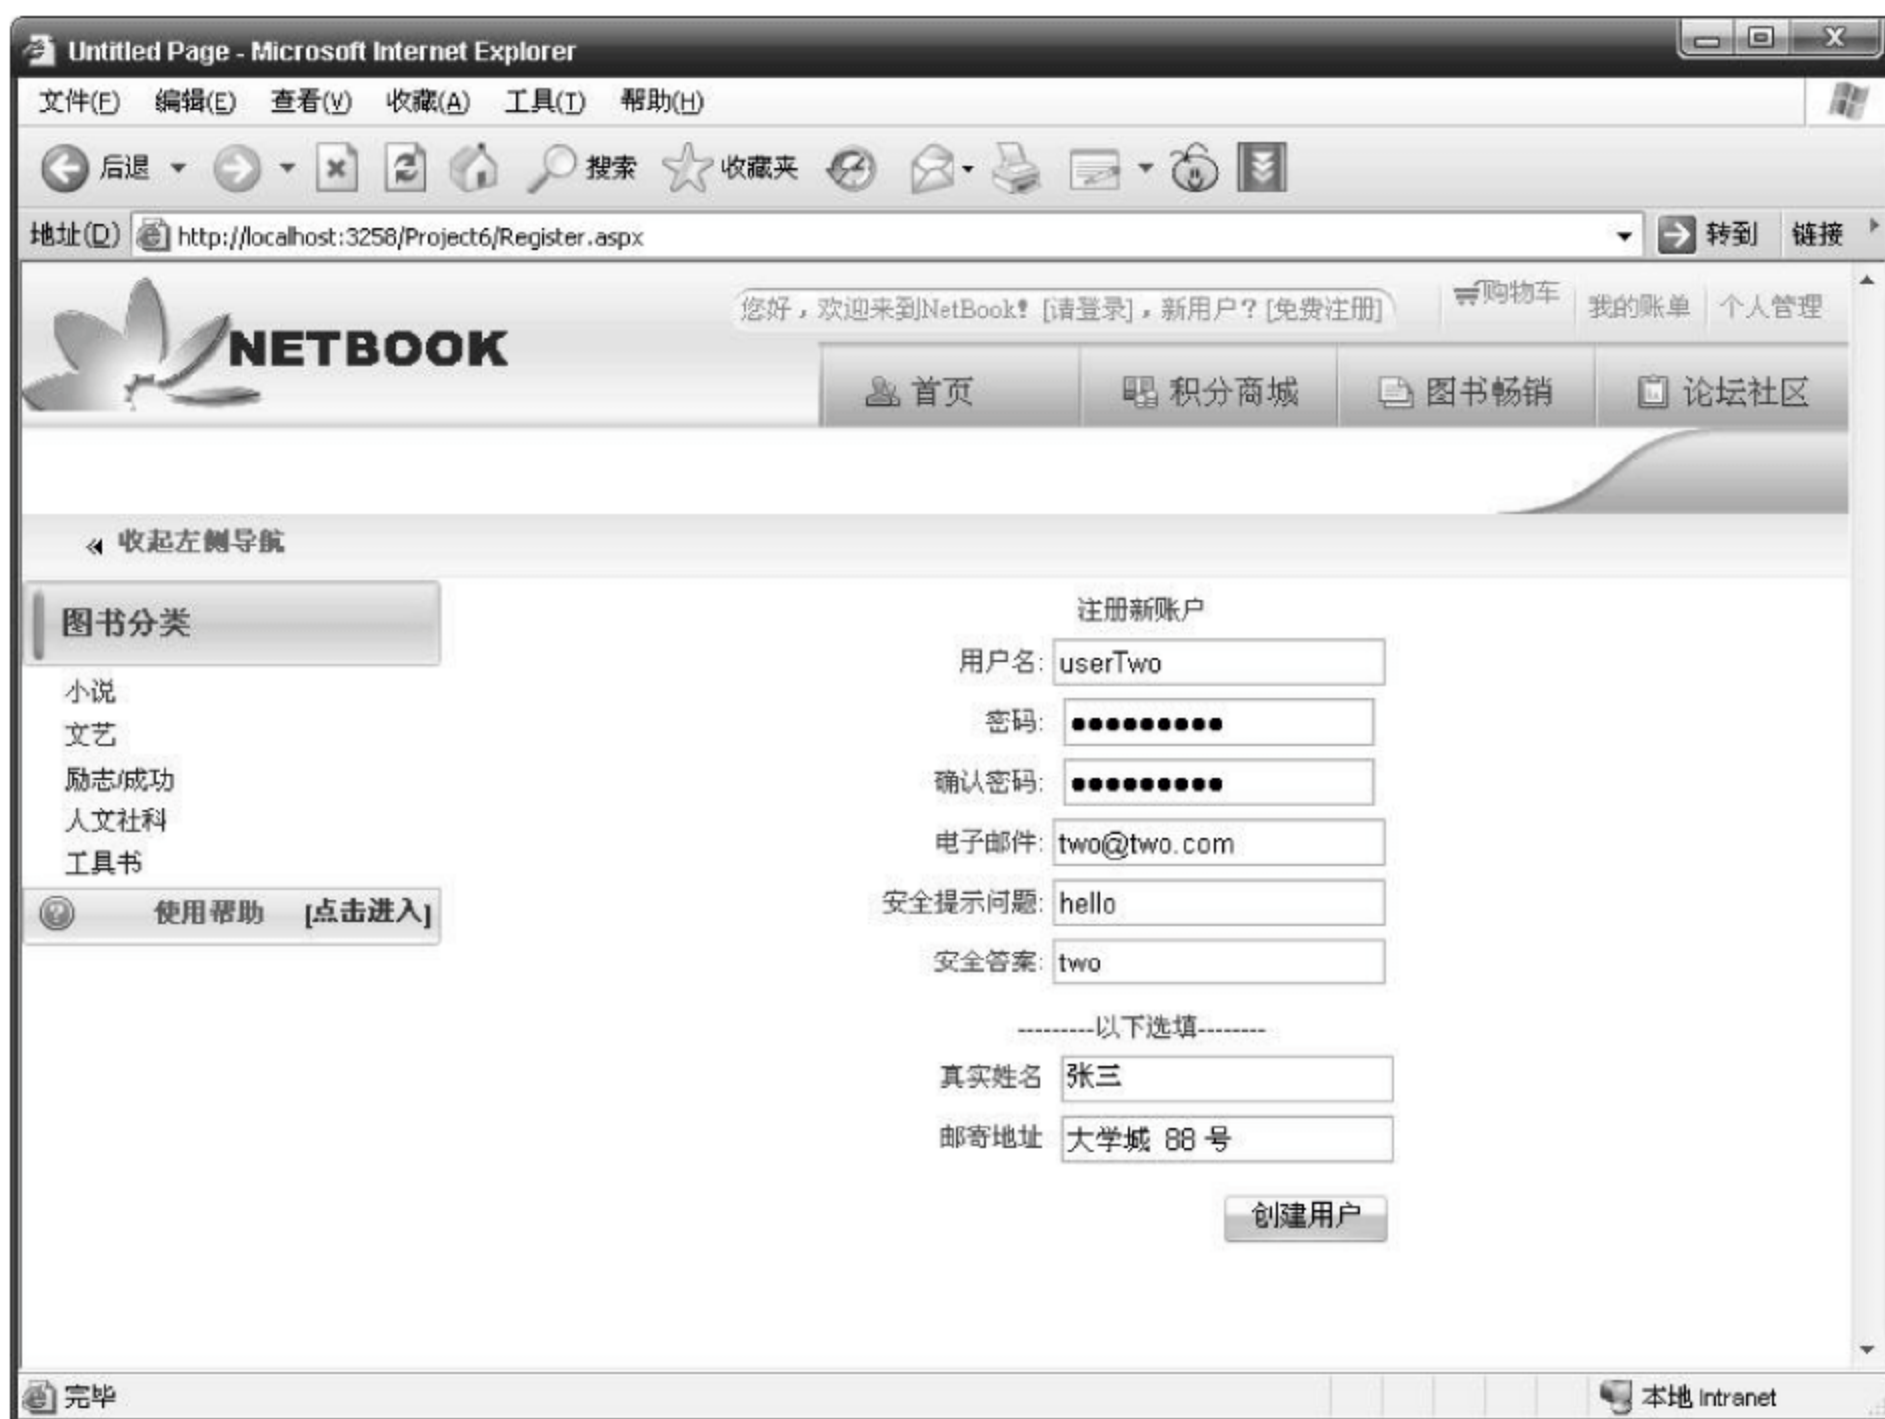 Untitled Page - Microsoft Internet Explorer
文件(F) 编辑(E) 查看(V) 收藏(A) 工具(T) 帮助(H)
后退 搜索 收藏夹
地址(D) http://localhost:3258/Project6/Register.aspx 转到 链接
您好，欢迎来到NetBook! [请登录]，新用户？[免费注册] 购物车 我的账单 个人管理
NETBOOK
首页 积分商城 图书畅销 论坛社区
收起左侧导航
图书分类
小说
文艺
励志/成功
人文社科
工具书
使用帮助 [点击进入]
注册新账户
用户名: userTwo
密码: ●●●●●●●●●
确认密码: ●●●●●●●●●
电子邮件: two@two.com
安全提示问题: hello
安全答案: two
---------以下选填--------
真实姓名 张三
邮寄地址 大学城 88 号
创建用户
完毕 本地 Intranet